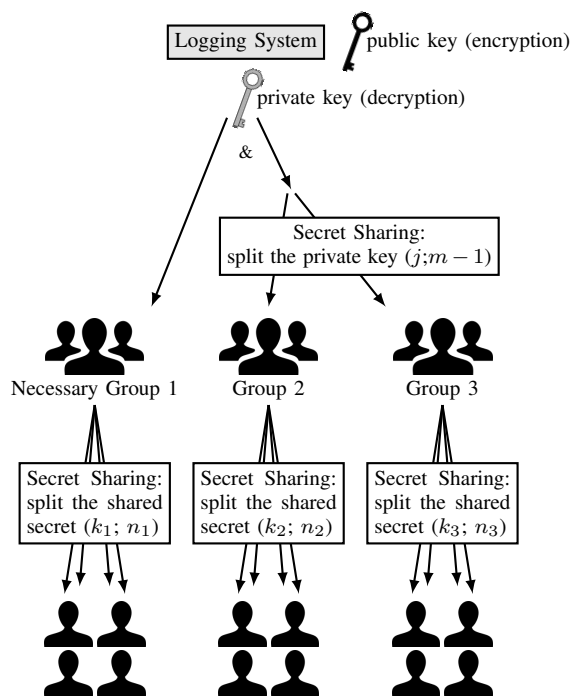 Logging System
public key (encryption)
private key (decryption)
&
Secret Sharing:
split the private key (j;m − 1)
Necessary Group 1
Group 2
Group 3
Secret Sharing:
split the shared
secret (k₁; n₁)
Secret Sharing:
split the shared
secret (k₂; n₂)
Secret Sharing:
split the shared
secret (k₃; n₃)